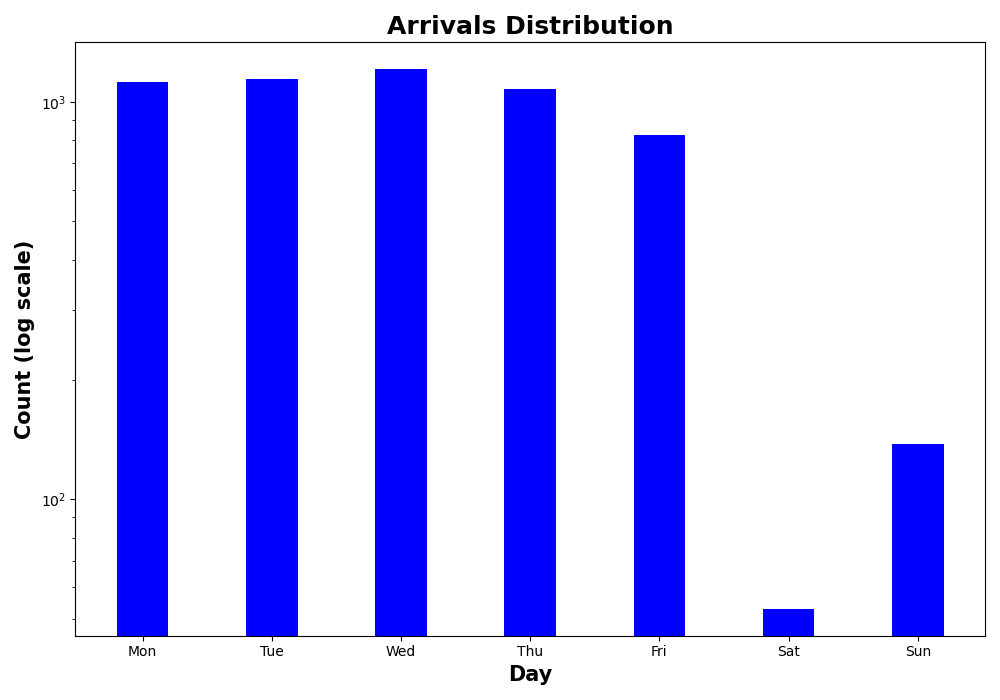 Arrivals Distribution
Count (log scale)
10³
10²
Mon Tue Wed Thu Fri Sat Sun
Day